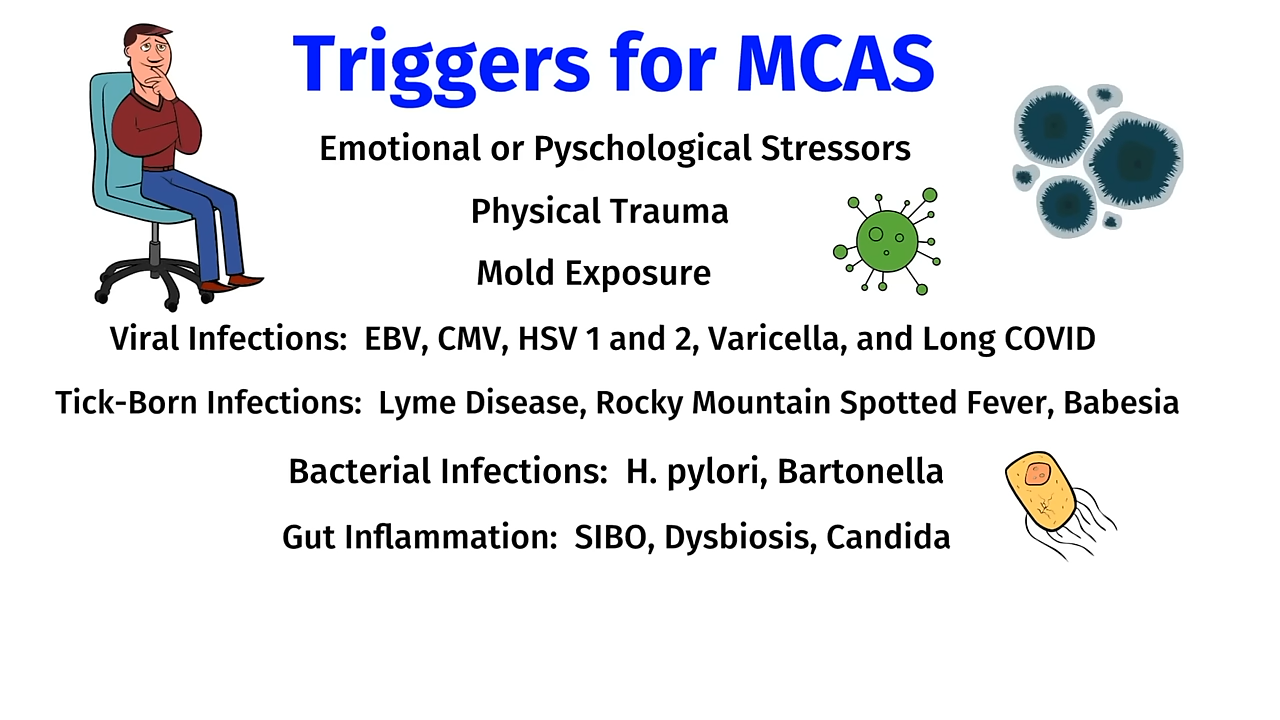 Triggers for MCAS
Emotional or Pyschological Stressors
Physical Trauma
Mold Exposure
Viral Infections: EBV, CMV, HSV 1 and 2, Varicella, and Long COVID
Tick-Born Infections: Lyme Disease, Rocky Mountain Spotted Fever, Babesia
Bacterial Infections: H. pylori, Bartonella
Gut Inflammation: SIBO, Dysbiosis, Candida